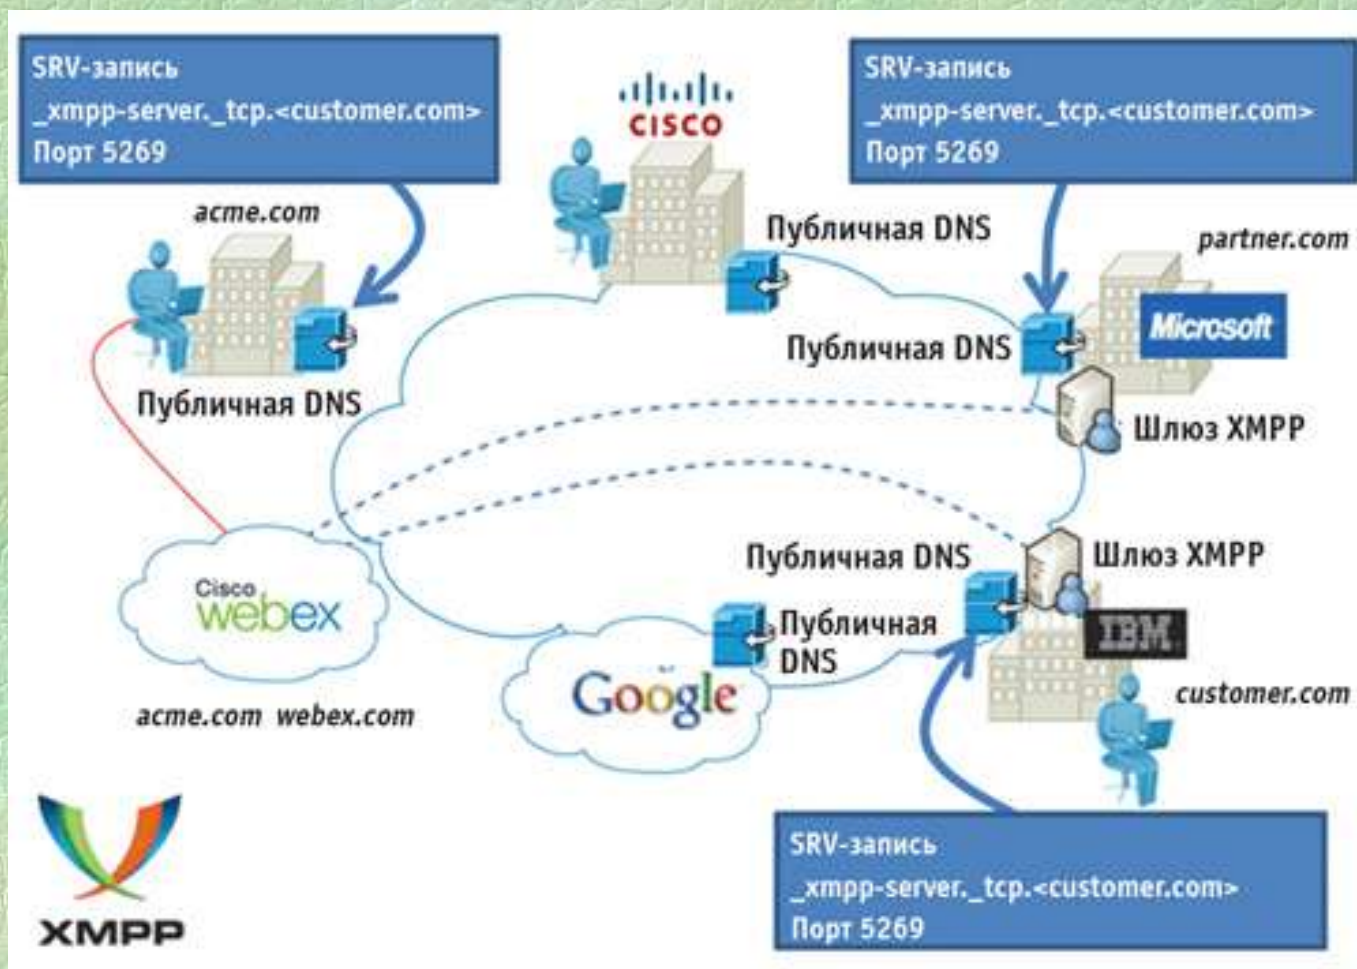 SRV-запись
_xmpp-server._tcp.<customer.com>
Порт 5269
CISCO
SRV-запись
_xmpp-server._tcp.<customer.com>
Порт 5269
acme.com
Публичная DNS
partner.com
Microsoft
Публичная DNS
Публичная DNS
Шлюз XMPP
Публичная DNS
Шлюз XMPP
Cisco
webex
Публичная
DNS
IBM
Google
customer.com
acme.com webex.com
SRV-запись
_xmpp-server._tcp.<customer.com>
Порт 5269
XMPP